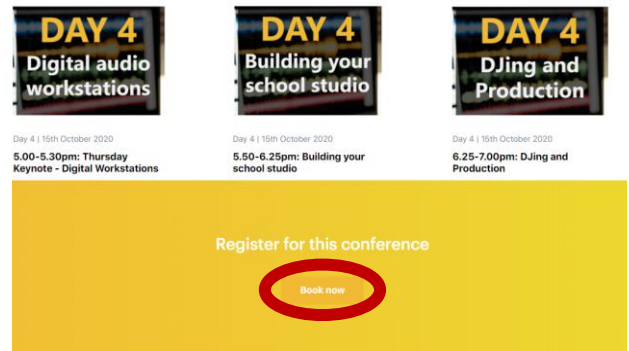 DAY 4
Digital audio
workstations
DAY 4
Building your
school studio
DAY 4
DJing and
Production
Day 4 | 15th October 2020
5.00-5.30pm: Thursday
Keynote - Digital Workstations
Day 4 | 15th October 2020
5.50-6.25pm: Building your
school studio
Day 4 | 15th October 2020
6.25-7.00pm: DJing and
Production
Register for this conference
Book now